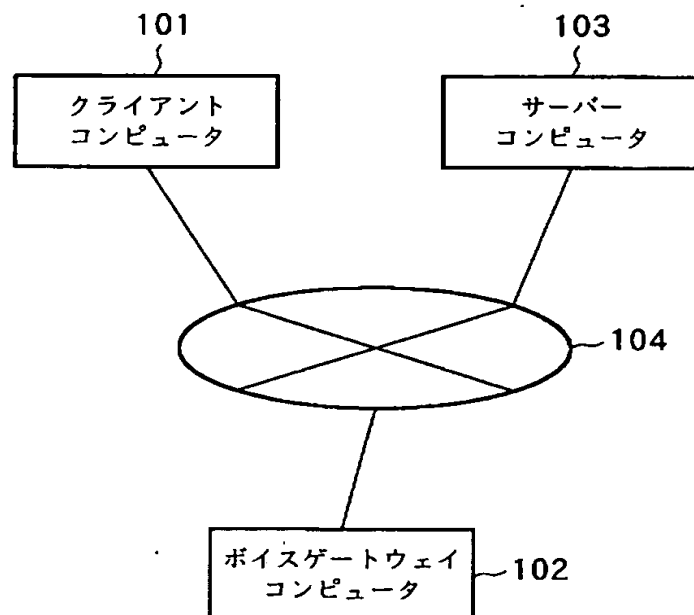 101
クライアント
コンピュータ
103
サーバー
コンピュータ
104
ボイスゲートウェイ
コンピュータ
102